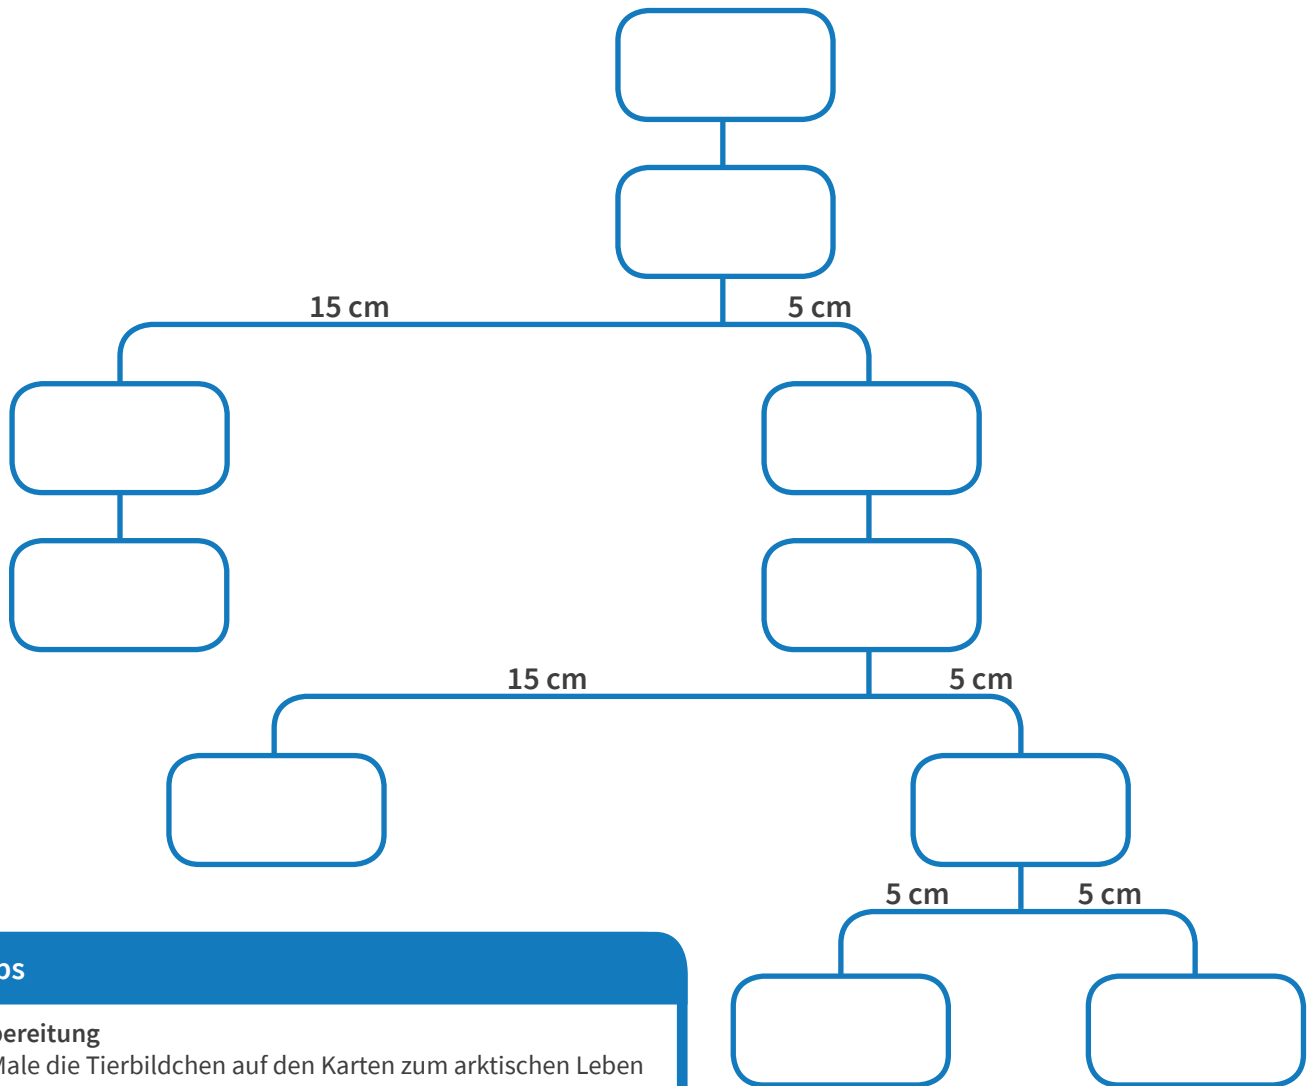 15 cm 5 cm
15 cm 5 cm
5 cm 5 cm
Male die Tierbildchen auf den Karten zum arktischen Leben